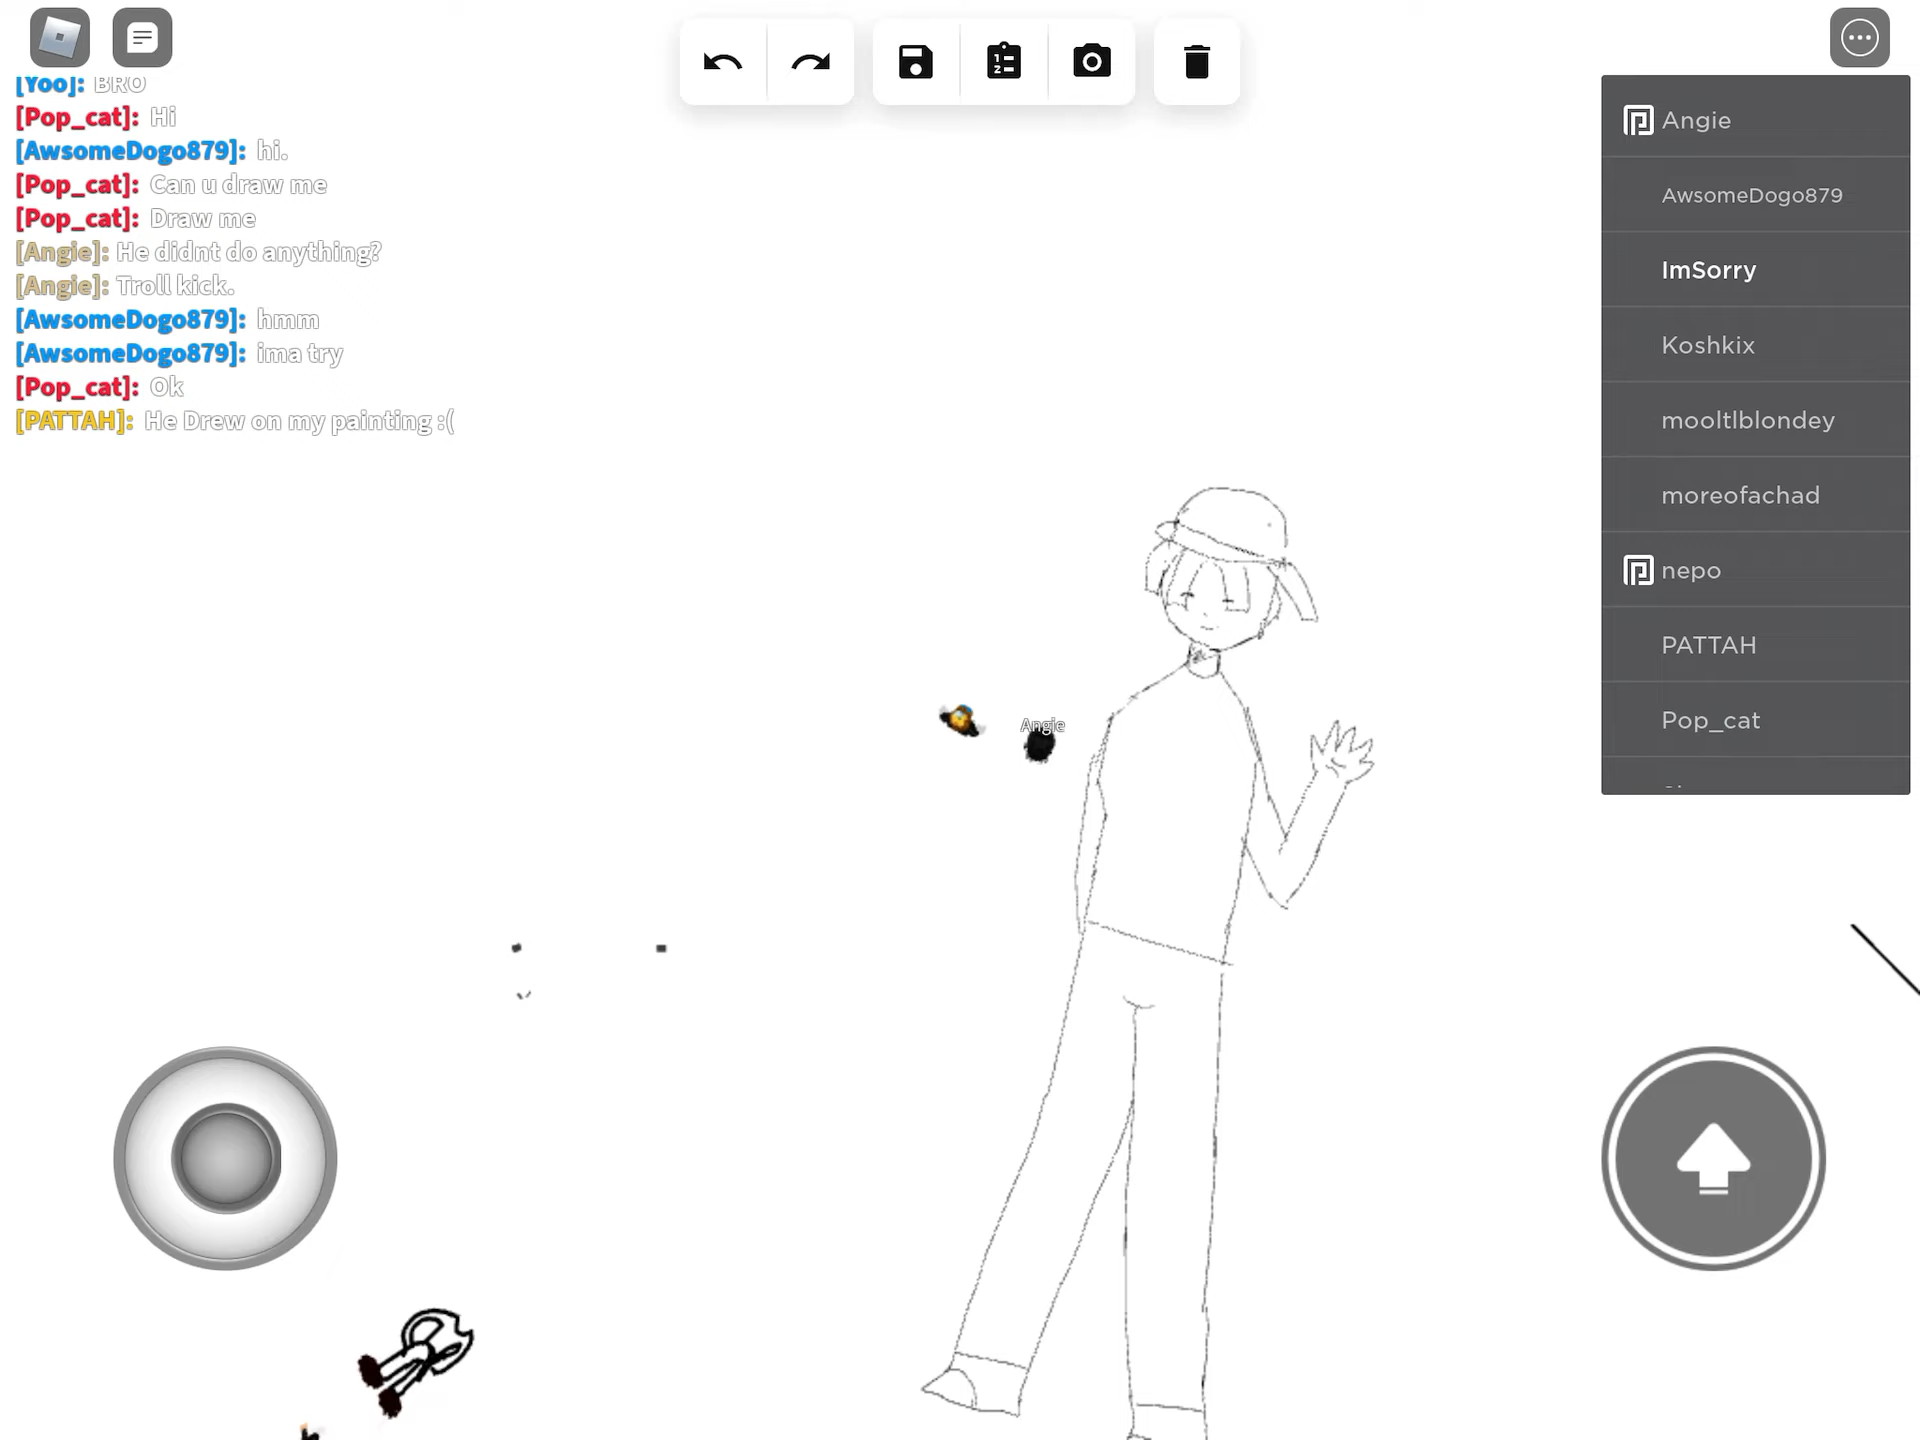 [Yoo]: BRO
[Pop_cat]: Hi
[AwsomeDogo879]: hi.
[Pop_cat]: Can u draw me
[Pop_cat]: Draw me
[Angie]: He didnt do anything?
[Angie]: Troll kick.
[AwsomeDogo879]: hmm
[AwsomeDogo879]: ima try
[Pop_cat]: Ok
[PATTAH]: He Drew on my painting :(
Angie
Angie
AwsomeDogo879
ImSorry
Koshkix
mooltlblondey
moreofachad
nepo
PATTAH
Pop_cat